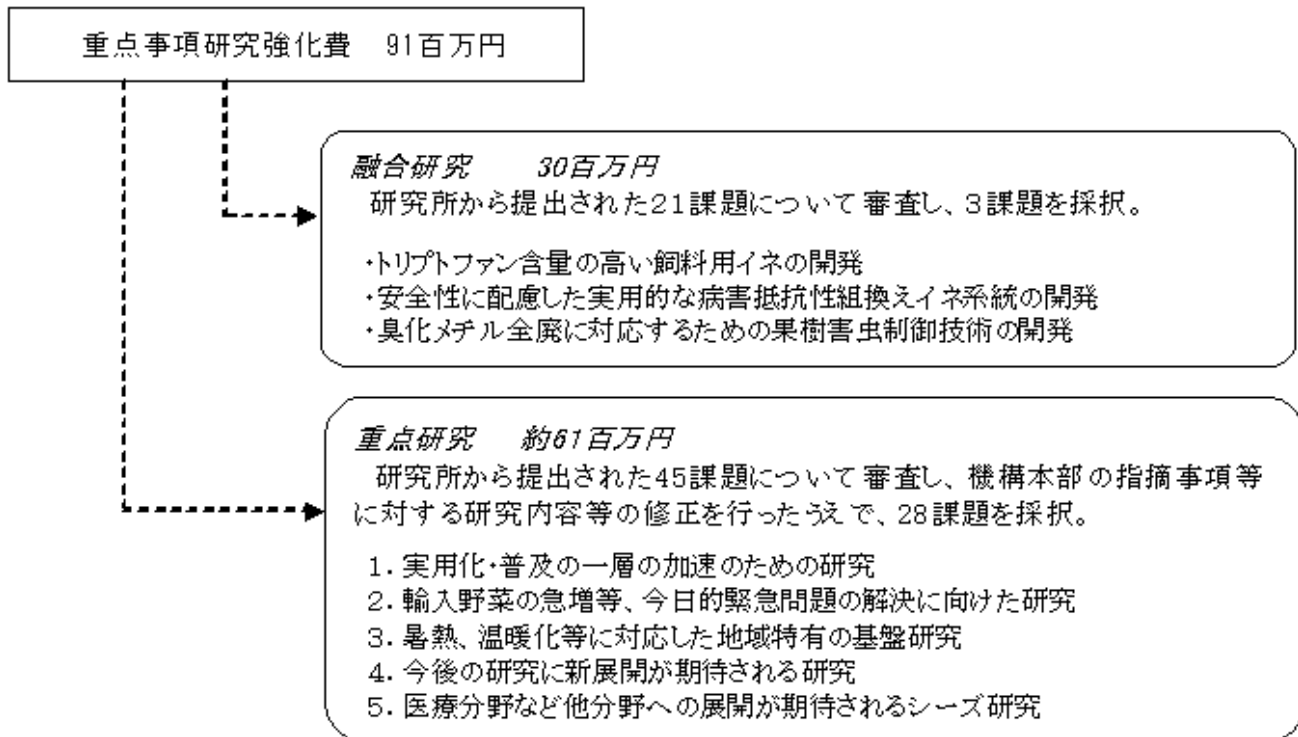 重点事項研究強化費　91百万円
融合研究　　30百万円
研究所から提出された21課題について審査し、3課題を採択。
・トリプトファン含量の高い飼料用イネの開発
・安全性に配慮した実用的な病害抵抗性組換えイネ系統の開発
・臭化メチル全廃に対応するための果樹害虫制御技術の開発
重点研究　約61百万円
研究所から提出された45課題について審査し、機構本部の指摘事項等
に対する研究内容等の修正を行ったうえで、28課題を採択。
1．実用化・普及の一層の加速のための研究
2．輸入野菜の急増等、今日的緊急問題の解決に向けた研究
3．暑熱、温暖化等に対応した地域特有の基盤研究
4．今後の研究に新展開が期待される研究
5．医療分野など他分野への展開が期待されるシーズ研究